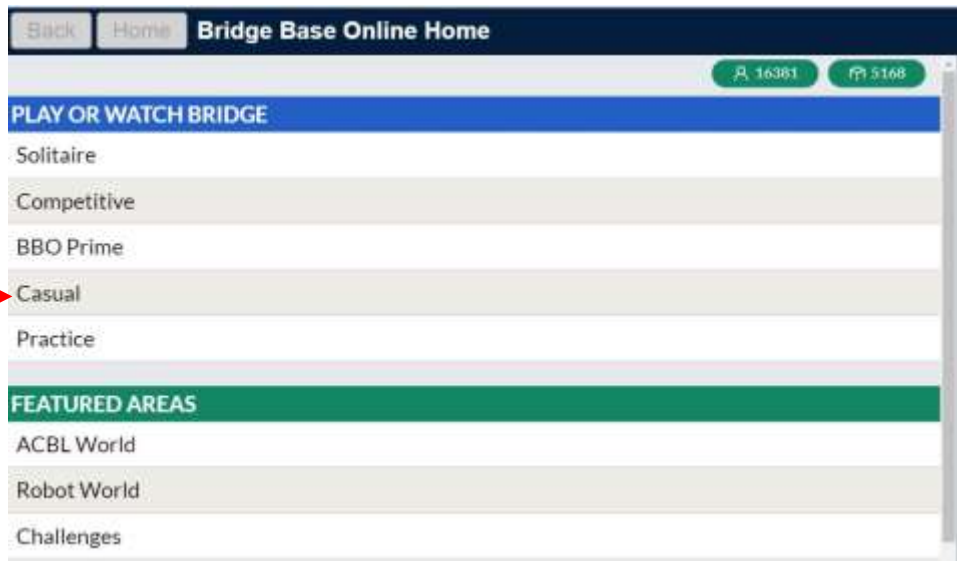 Back Home Bridge Base Online Home
16381 5168
PLAY OR WATCH BRIDGE
Solitaire
Competitive
BBO Prime
Casual
Practice
FEATURED AREAS
ACBL World
Robot World
Challenges